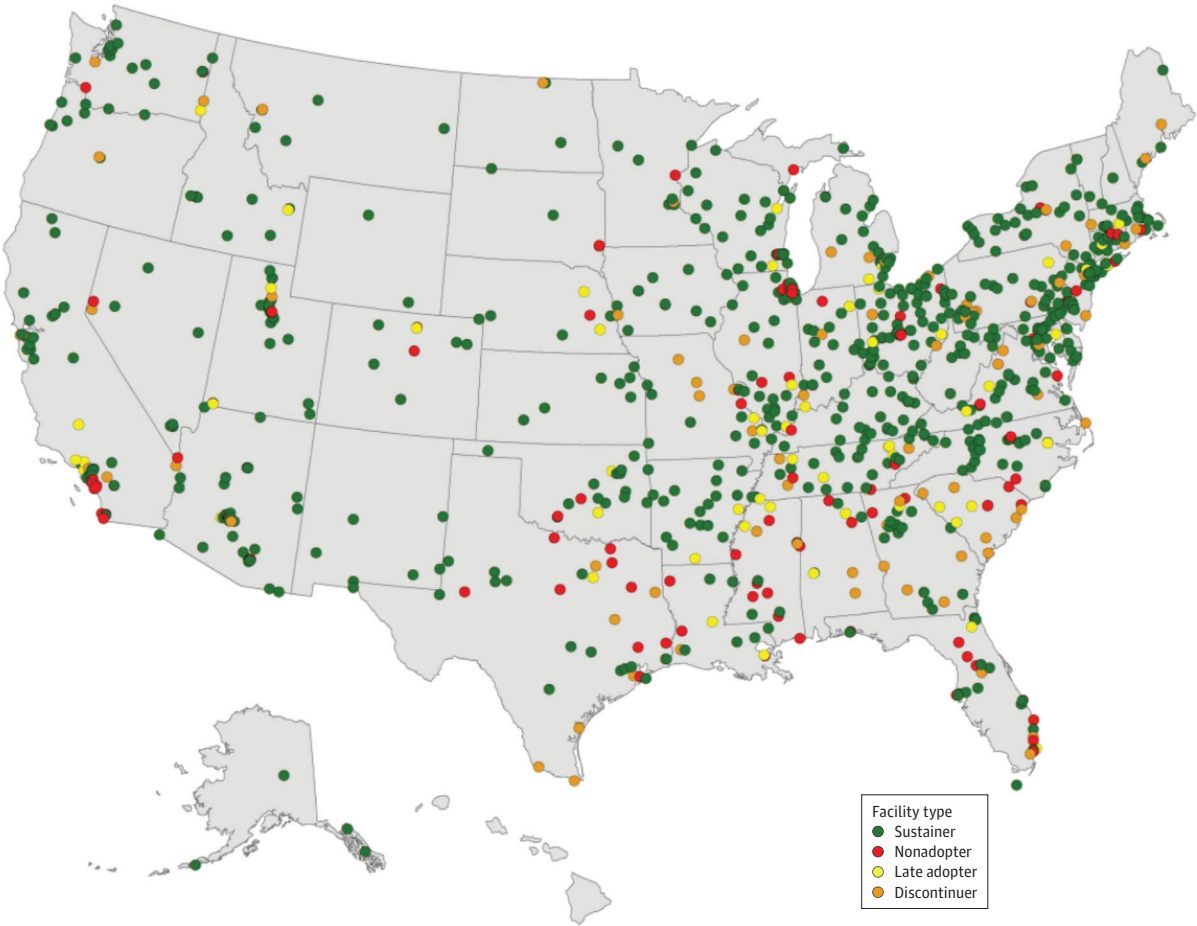 Facility type
Sustainer
Nonadopter
Late adopter
Discontinuer